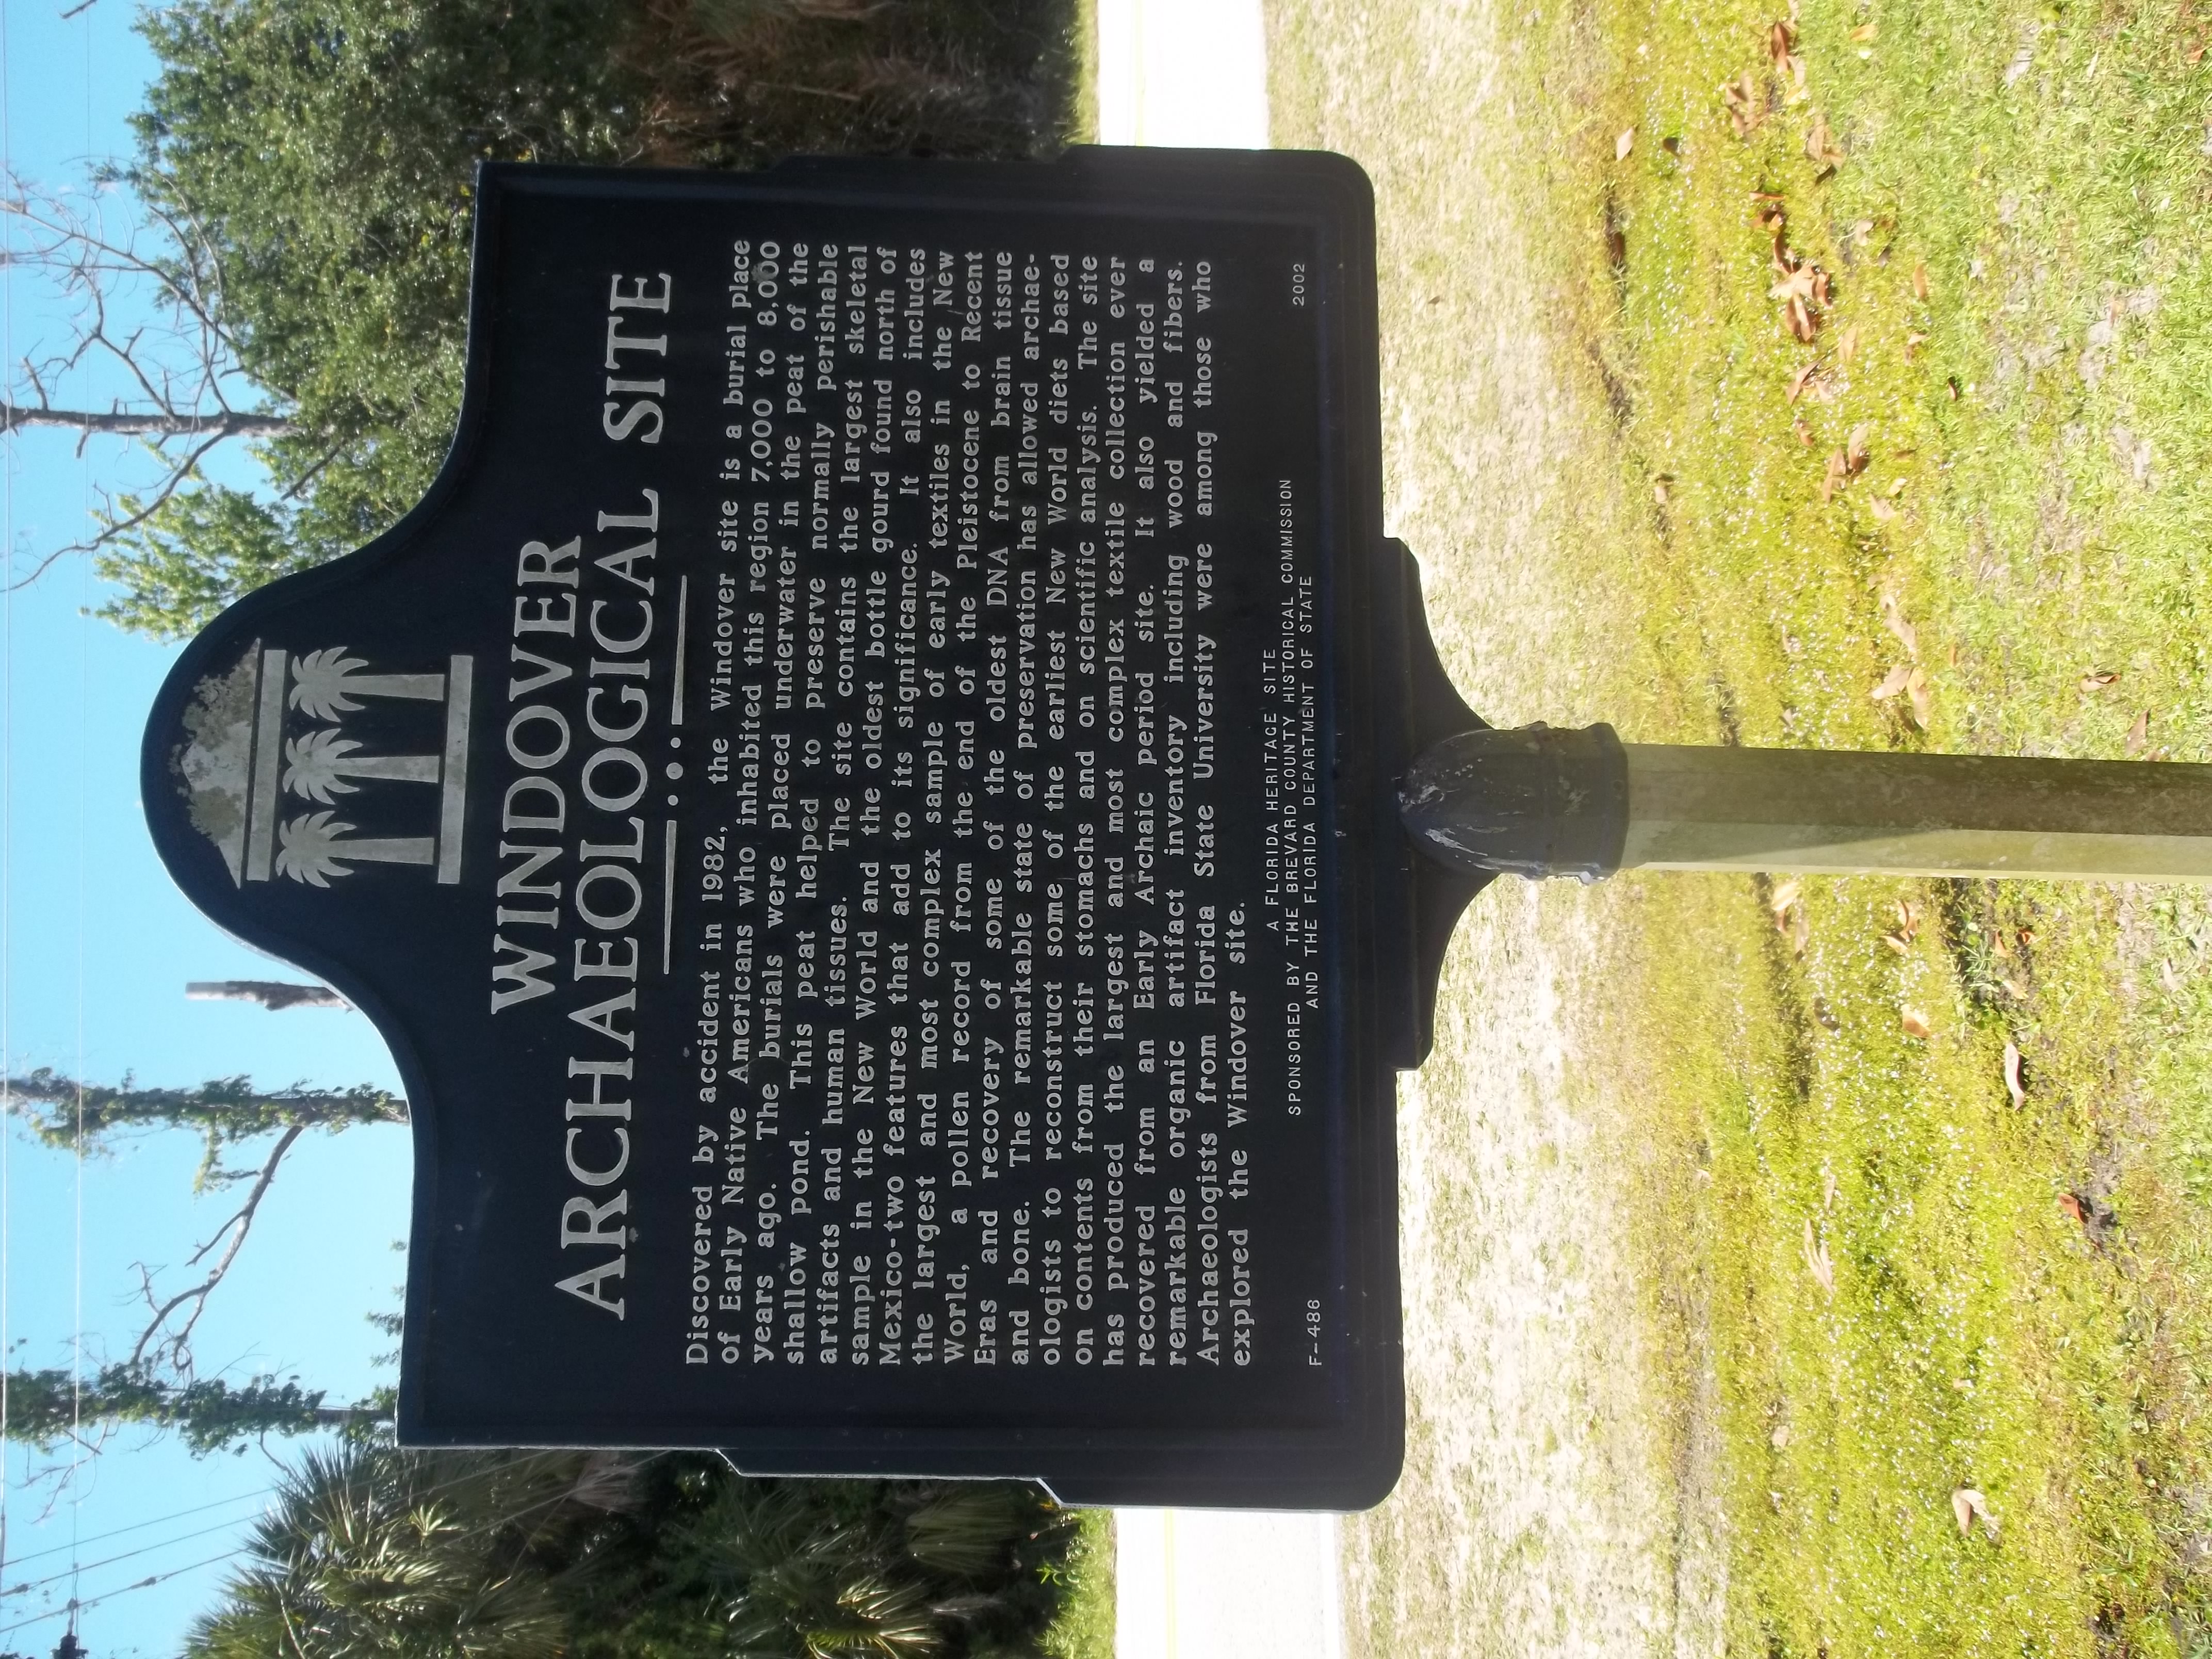 WINDOVER
ARCHAEOLOGICAL SITE
Discovered by accident in 1982, the Windover site is a burial place
of Early Native Americans who inhabited this region 7,000 to 8,000
years ago. The burials were placed underwater in the peat of the
shallow pond. This peat helped to preserve normally perishable
artifacts and human tissues. The site contains the largest skeletal
sample in the New World and the oldest bottle gourd found north of
Mexico-two features that add to its significance. It also includes
the largest and most complex sample of early textiles in the New
World, a pollen record from the end of the Pleistocene to Recent
Eras and recovery of some of the oldest DNA from brain tissue
and bone. The remarkable state of preservation has allowed archae-
ologists to reconstruct some of the earliest New World diets based
on contents from their stomachs and on scientific analysis. The site
has produced the largest and most complex textile collection ever
recovered from an Early Archaic period site. It also yielded a
remarkable organic artifact inventory including wood and fibers.
Archaeologists from Florida State University were among those who
explored the Windover site.
A FLORIDA HERITAGE SITE
SPONSORED BY THE BREVARD COUNTY HISTORICAL COMMISSION
AND THE FLORIDA DEPARTMENT OF STATE
F-486 2002